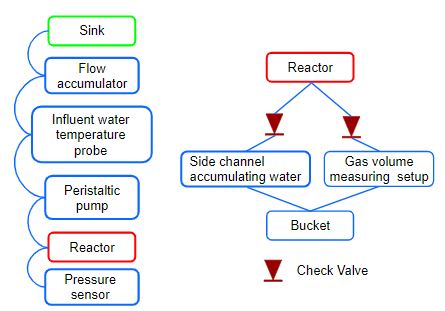 Sink
Flow
accumulator
Influent water
temperature
probe
Peristaltic
pump
Reactor
Pressure
sensor
Reactor
Side channel
accumulating water
Gas volume
measuring setup
Bucket
Check Valve